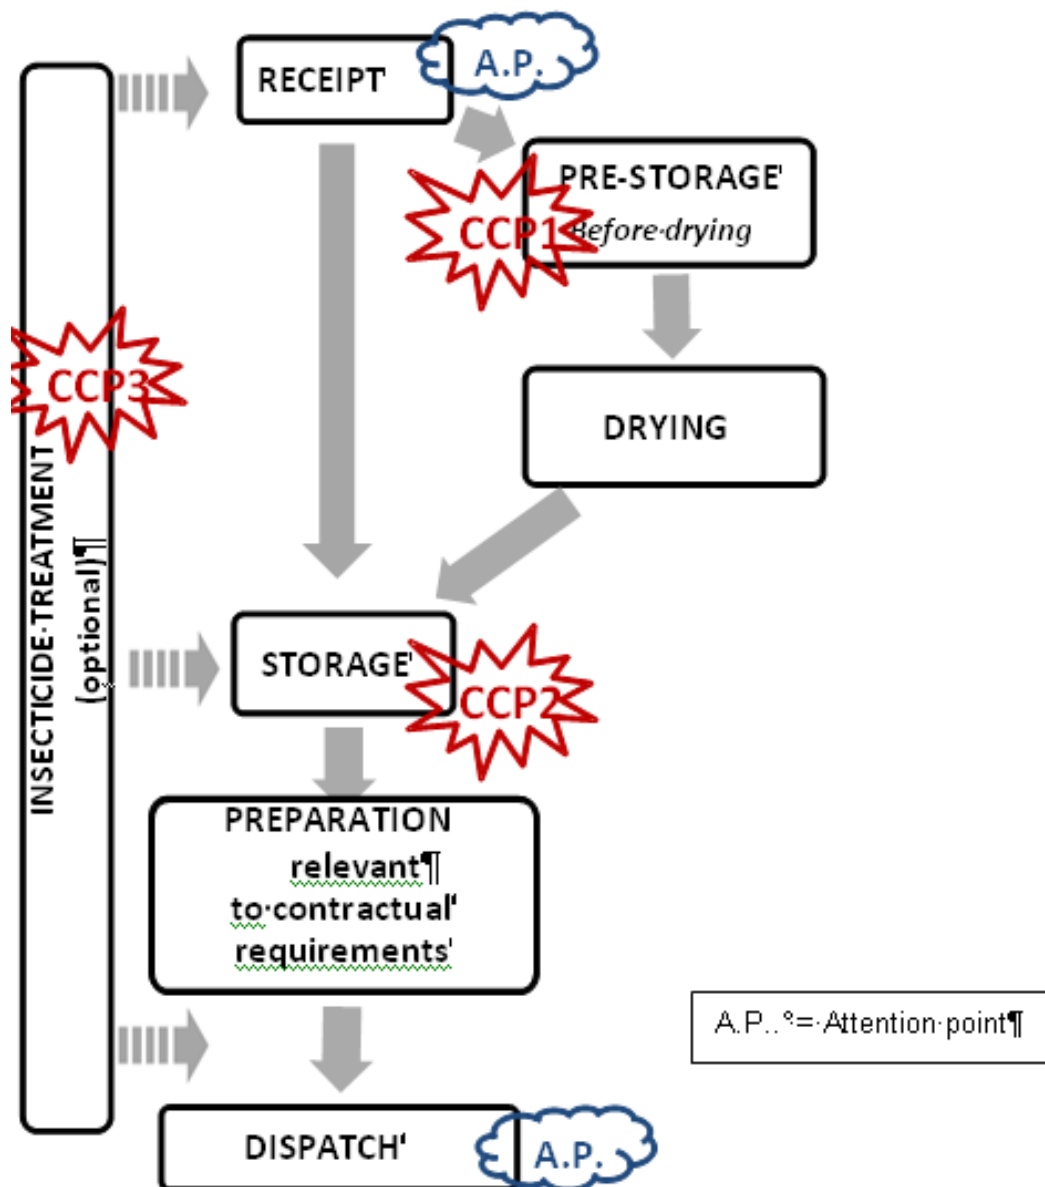 RECEIPT'
A.P.
PRE-STORAGE'
Before·drying
CCP1
CCP3
DRYING
INSECTICIDE·TREATMENT
(optional)¶
STORAGE'
CCP2
PREPARATION
relevant¶
to·contractual'
requirements'
A.P..°=·Attention·point¶
DISPATCH'
A.P.